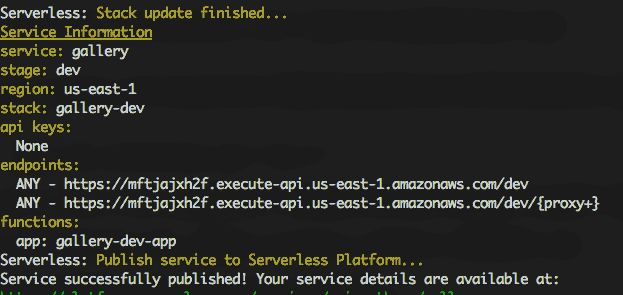 Serverless: Stack update finished...
Service Information
service: gallery
stage: dev
region: us-east-1
stack: gallery-dev
api keys:
  None
endpoints:
  ANY - https://mftjajxh2f.execute-api.us-east-1.amazonaws.com/dev
  ANY - https://mftjajxh2f.execute-api.us-east-1.amazonaws.com/dev/{proxy+}
functions:
  app: gallery-dev-app
Serverless: Publish service to Serverless Platform...
Service successfully published! Your service details are available at: